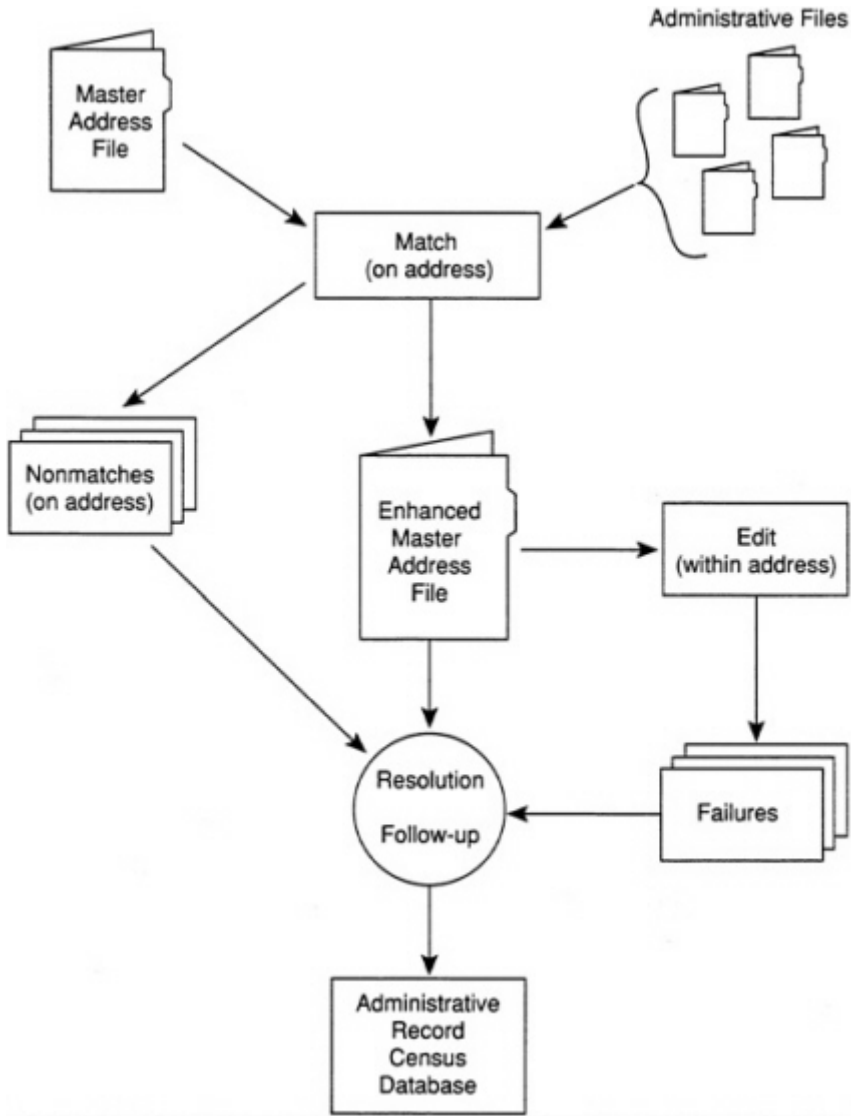 Administrative Files
Master
Address
File
Match
(on address)
Nonmatches
(on address)
Enhanced
Master
Address
File
Edit
(within address)
Resolution
Follow-up
Failures
Administrative
Record
Census
Database